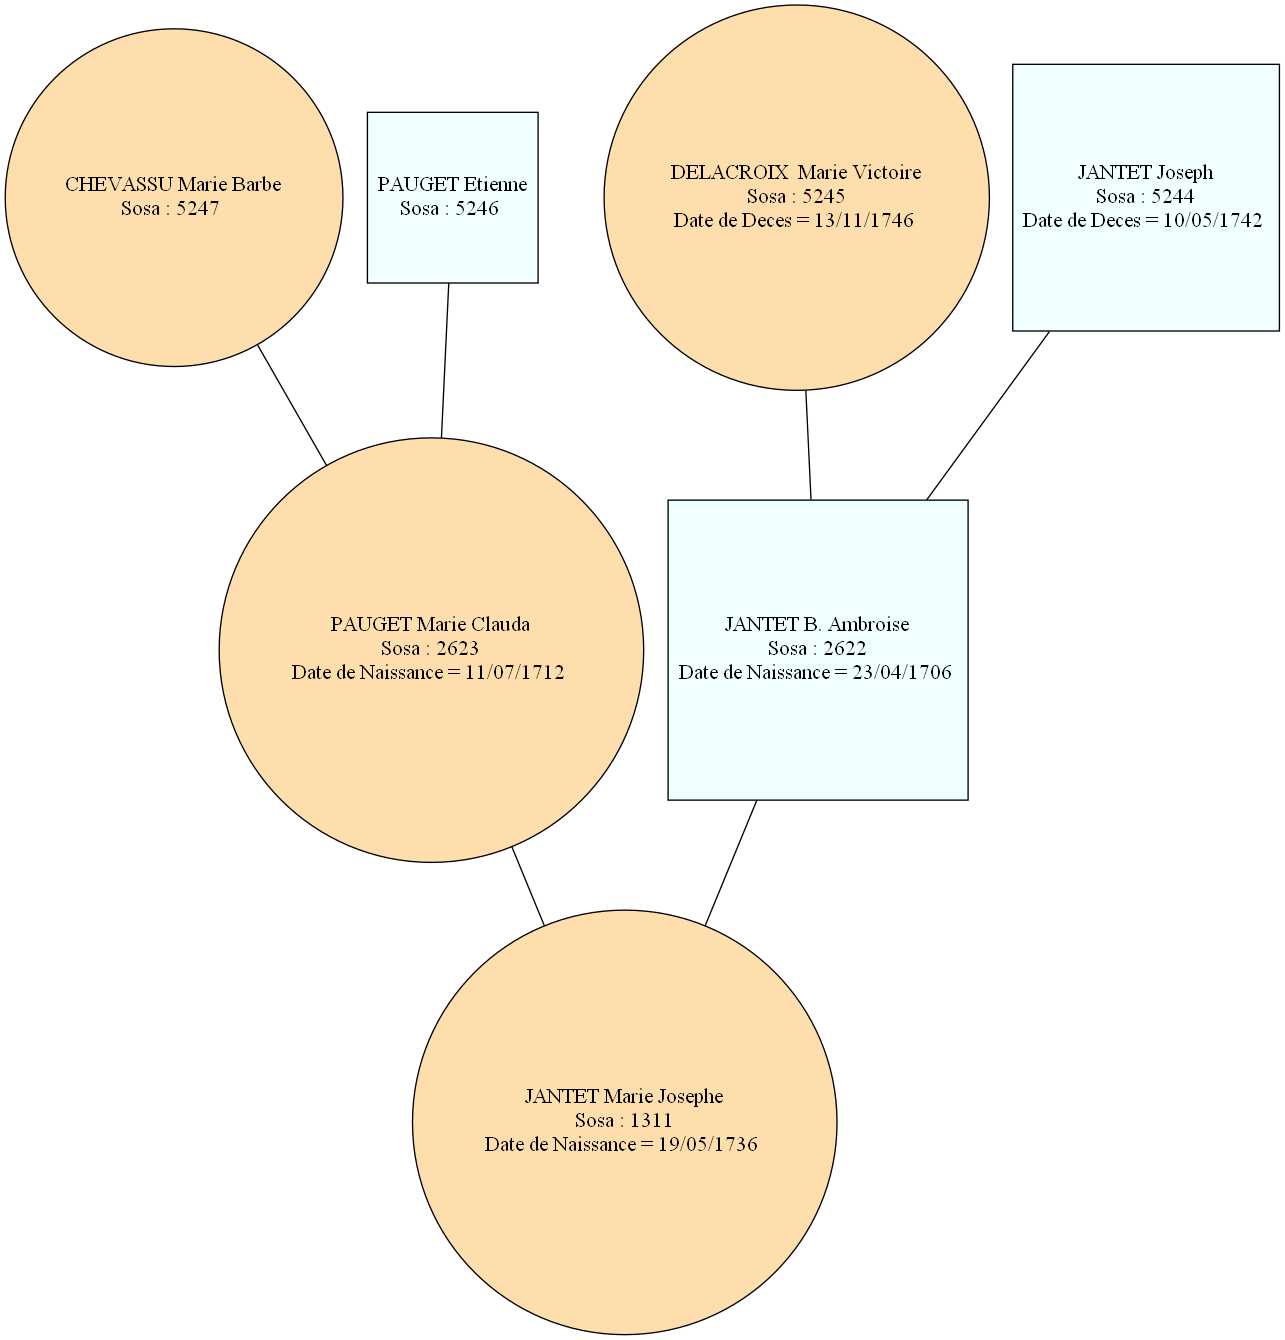 CHEVASSU Marie Barbe
Sosa : 5247
PAUGET Etienne
Sosa : 5246
DELACROIX  Marie Victoire
Sosa : 5245
Date de Deces = 13/11/1746
JANTET Joseph
Sosa : 5244
Date de Deces = 10/05/1742
PAUGET Marie Clauda
Sosa : 2623
Date de Naissance = 11/07/1712
JANTET B. Ambroise
Sosa : 2622
Date de Naissance = 23/04/1706
JANTET Marie Josephe
Sosa : 1311
Date de Naissance = 19/05/1736